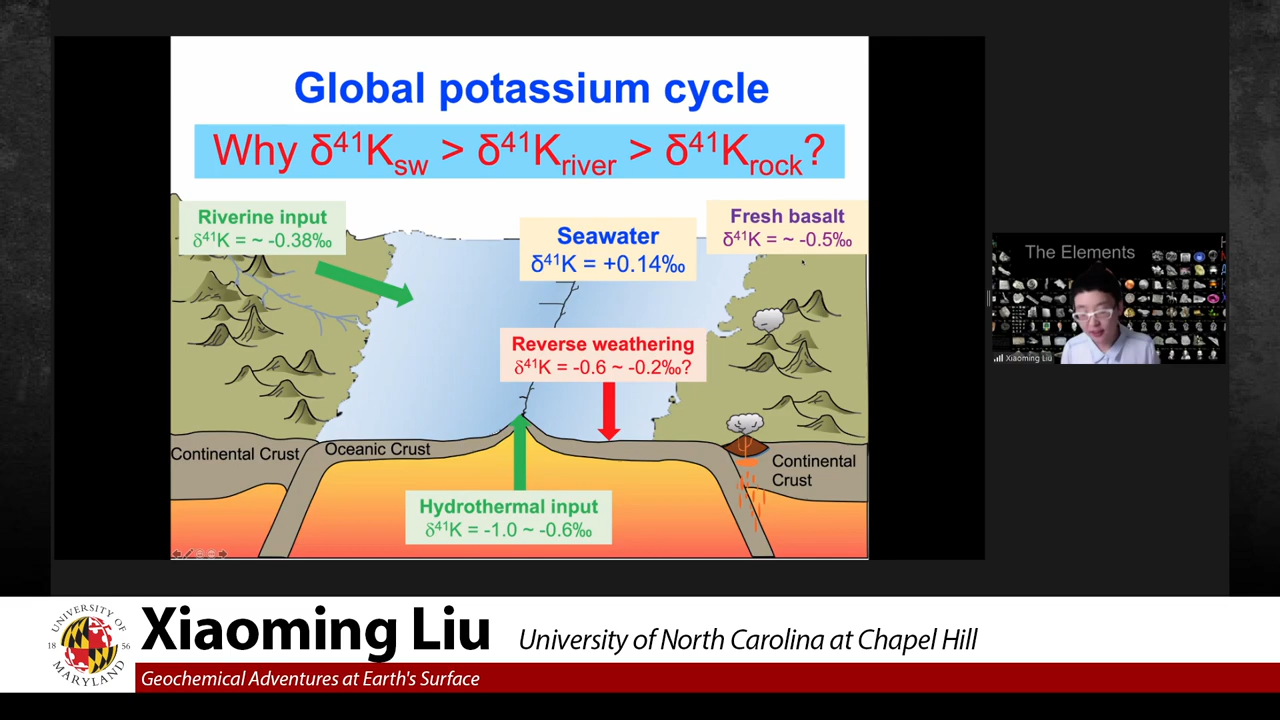 Global potassium cycle
Why δ⁴¹Ksw > δ⁴¹Kriver > δ⁴¹Krock?
Riverine input
δ⁴¹K = ~ -0.38‰
Seawater
δ⁴¹K = +0.14‰
Fresh basalt
δ⁴¹K = ~ -0.5‰
Reverse weathering
δ⁴¹K = -0.6 ~ -0.2‰?
Continental Crust
Oceanic Crust
Continental
Crust
Hydrothermal input
δ⁴¹K = -1.0 ~ -0.6‰
The Elements
Xiaoming Liu
UNIVERSITY OF
18 56
MARYLAND
Xiaoming Liu
University of North Carolina at Chapel Hill
Geochemical Adventures at Earth's Surface